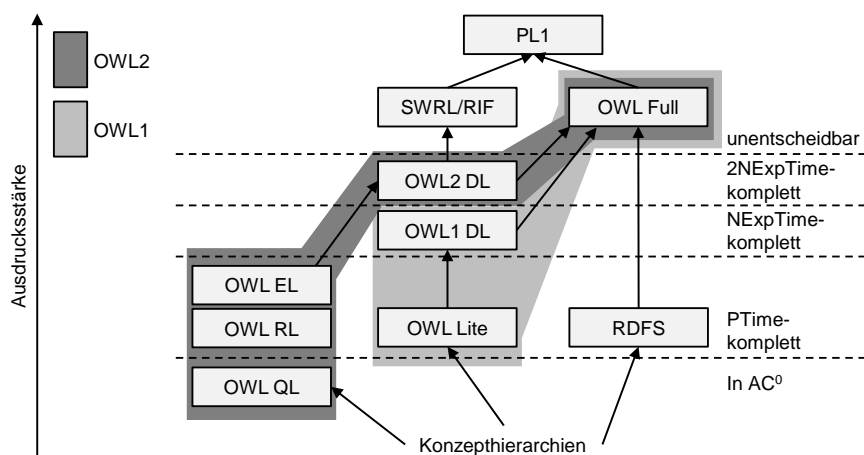 PL1
OWL2
OWL1
SWRL/RIF
OWL Full
unentscheidbar
OWL2 DL
2NExpTime-
komplett
OWL1 DL
NExpTime-
komplett
Ausdrucksstärke
OWL EL
OWL RL
OWL Lite
RDFS
PTime-
komplett
OWL QL
In AC⁰
Konzepthierarchien